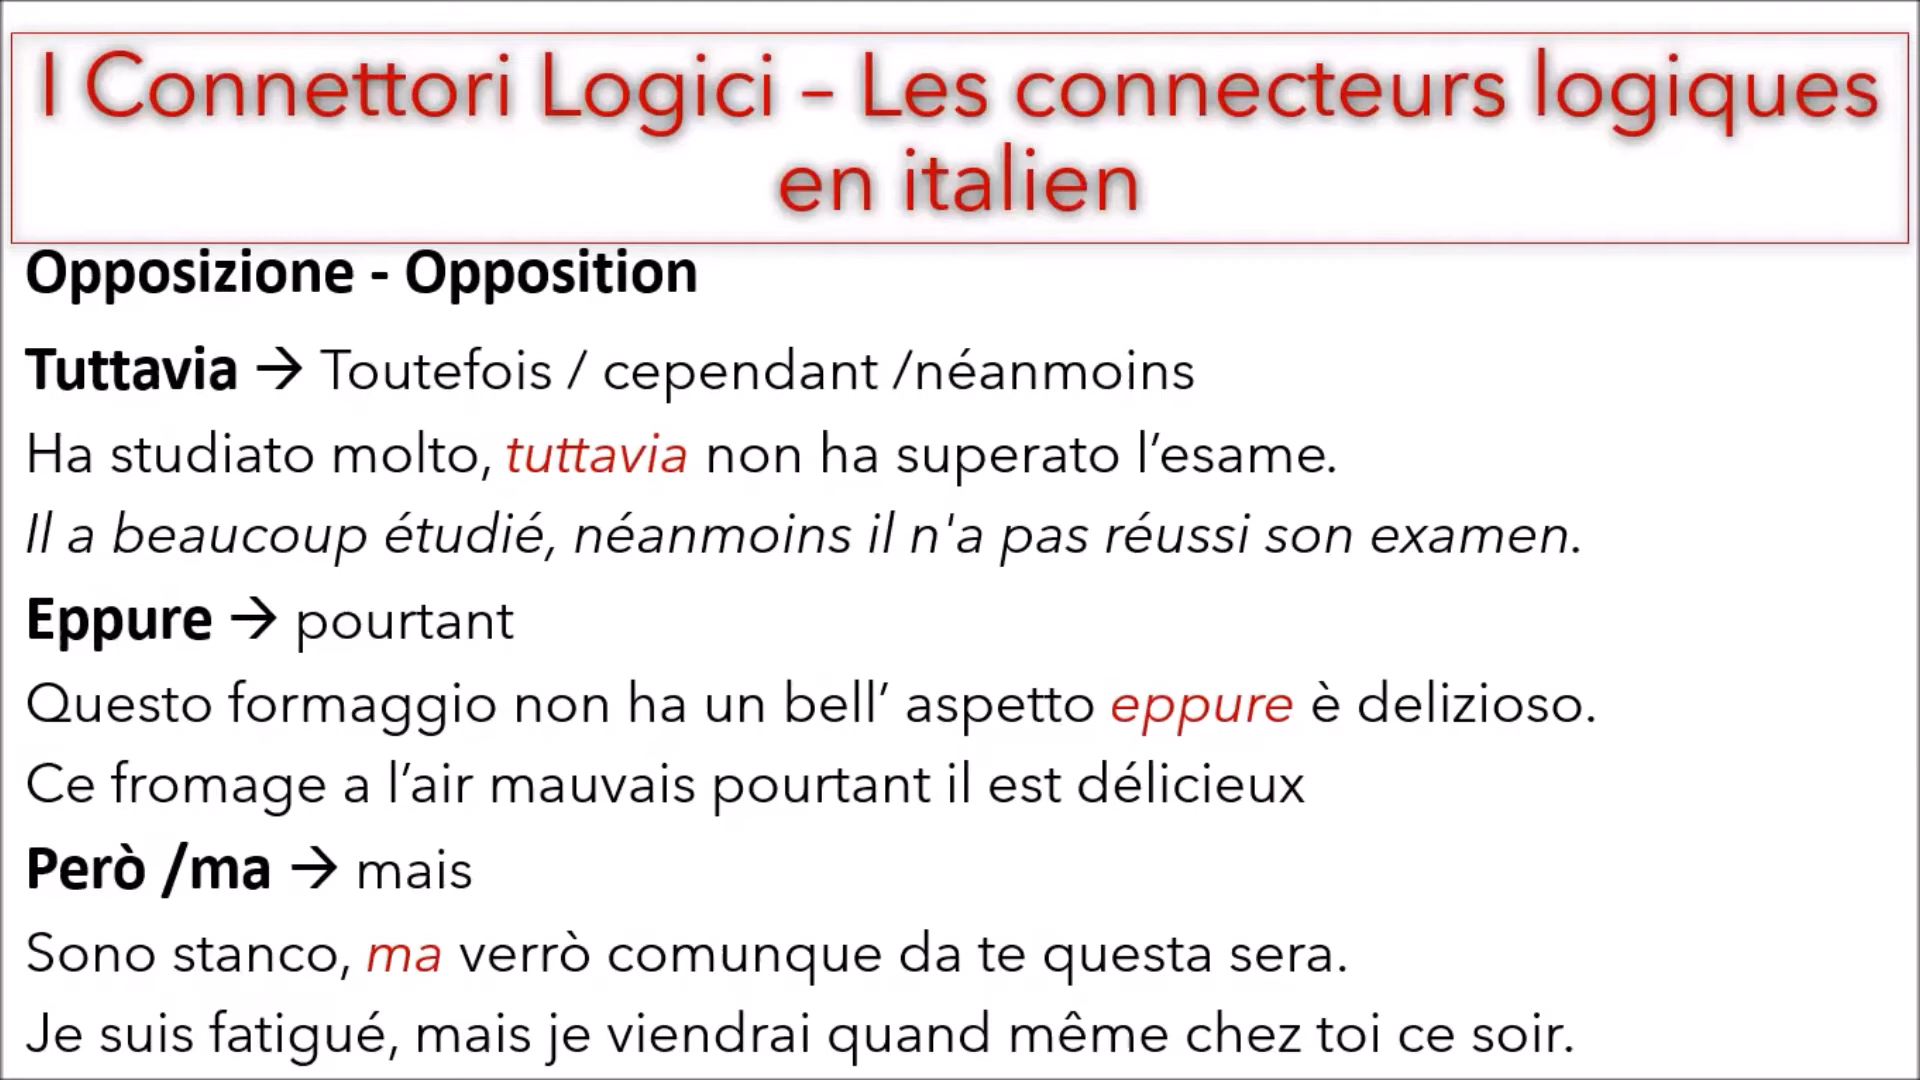 I Connettori Logici – Les connecteurs logiques
en italien
Opposizione - Opposition
Tuttavia → Toutefois / cependant /néanmoins
Ha studiato molto, tuttavia non ha superato l’esame.
Il a beaucoup étudié, néanmoins il n'a pas réussi son examen.
Eppure → pourtant
Questo formaggio non ha un bell’ aspetto eppure è delizioso.
Ce fromage a l’air mauvais pourtant il est délicieux
Però /ma → mais
Sono stanco, ma verrò comunque da te questa sera.
Je suis fatigué, mais je viendrai quand même chez toi ce soir.